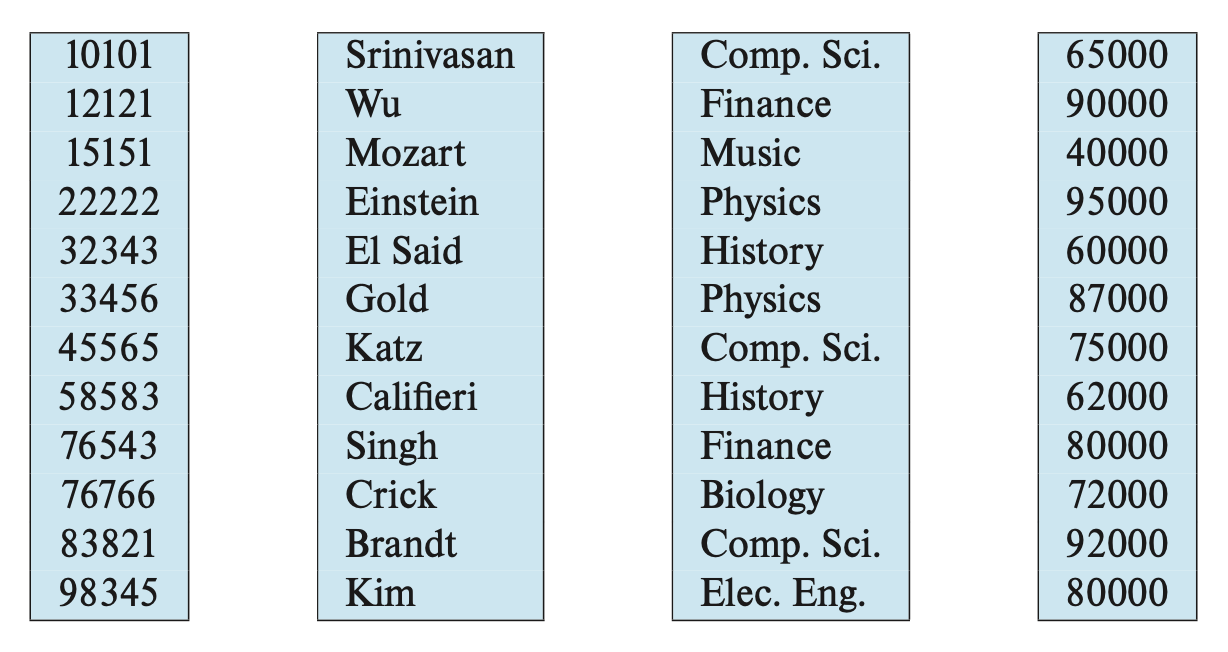 10101 Srinivasan Comp. Sci. 65000
12121 Wu Finance 90000
15151 Mozart Music 40000
22222 Einstein Physics 95000
32343 El Said History 60000
33456 Gold Physics 87000
45565 Katz Comp. Sci. 75000
58583 Califieri History 62000
76543 Singh Finance 80000
76766 Crick Biology 72000
83821 Brandt Comp. Sci. 92000
98345 Kim Elec. Eng. 80000